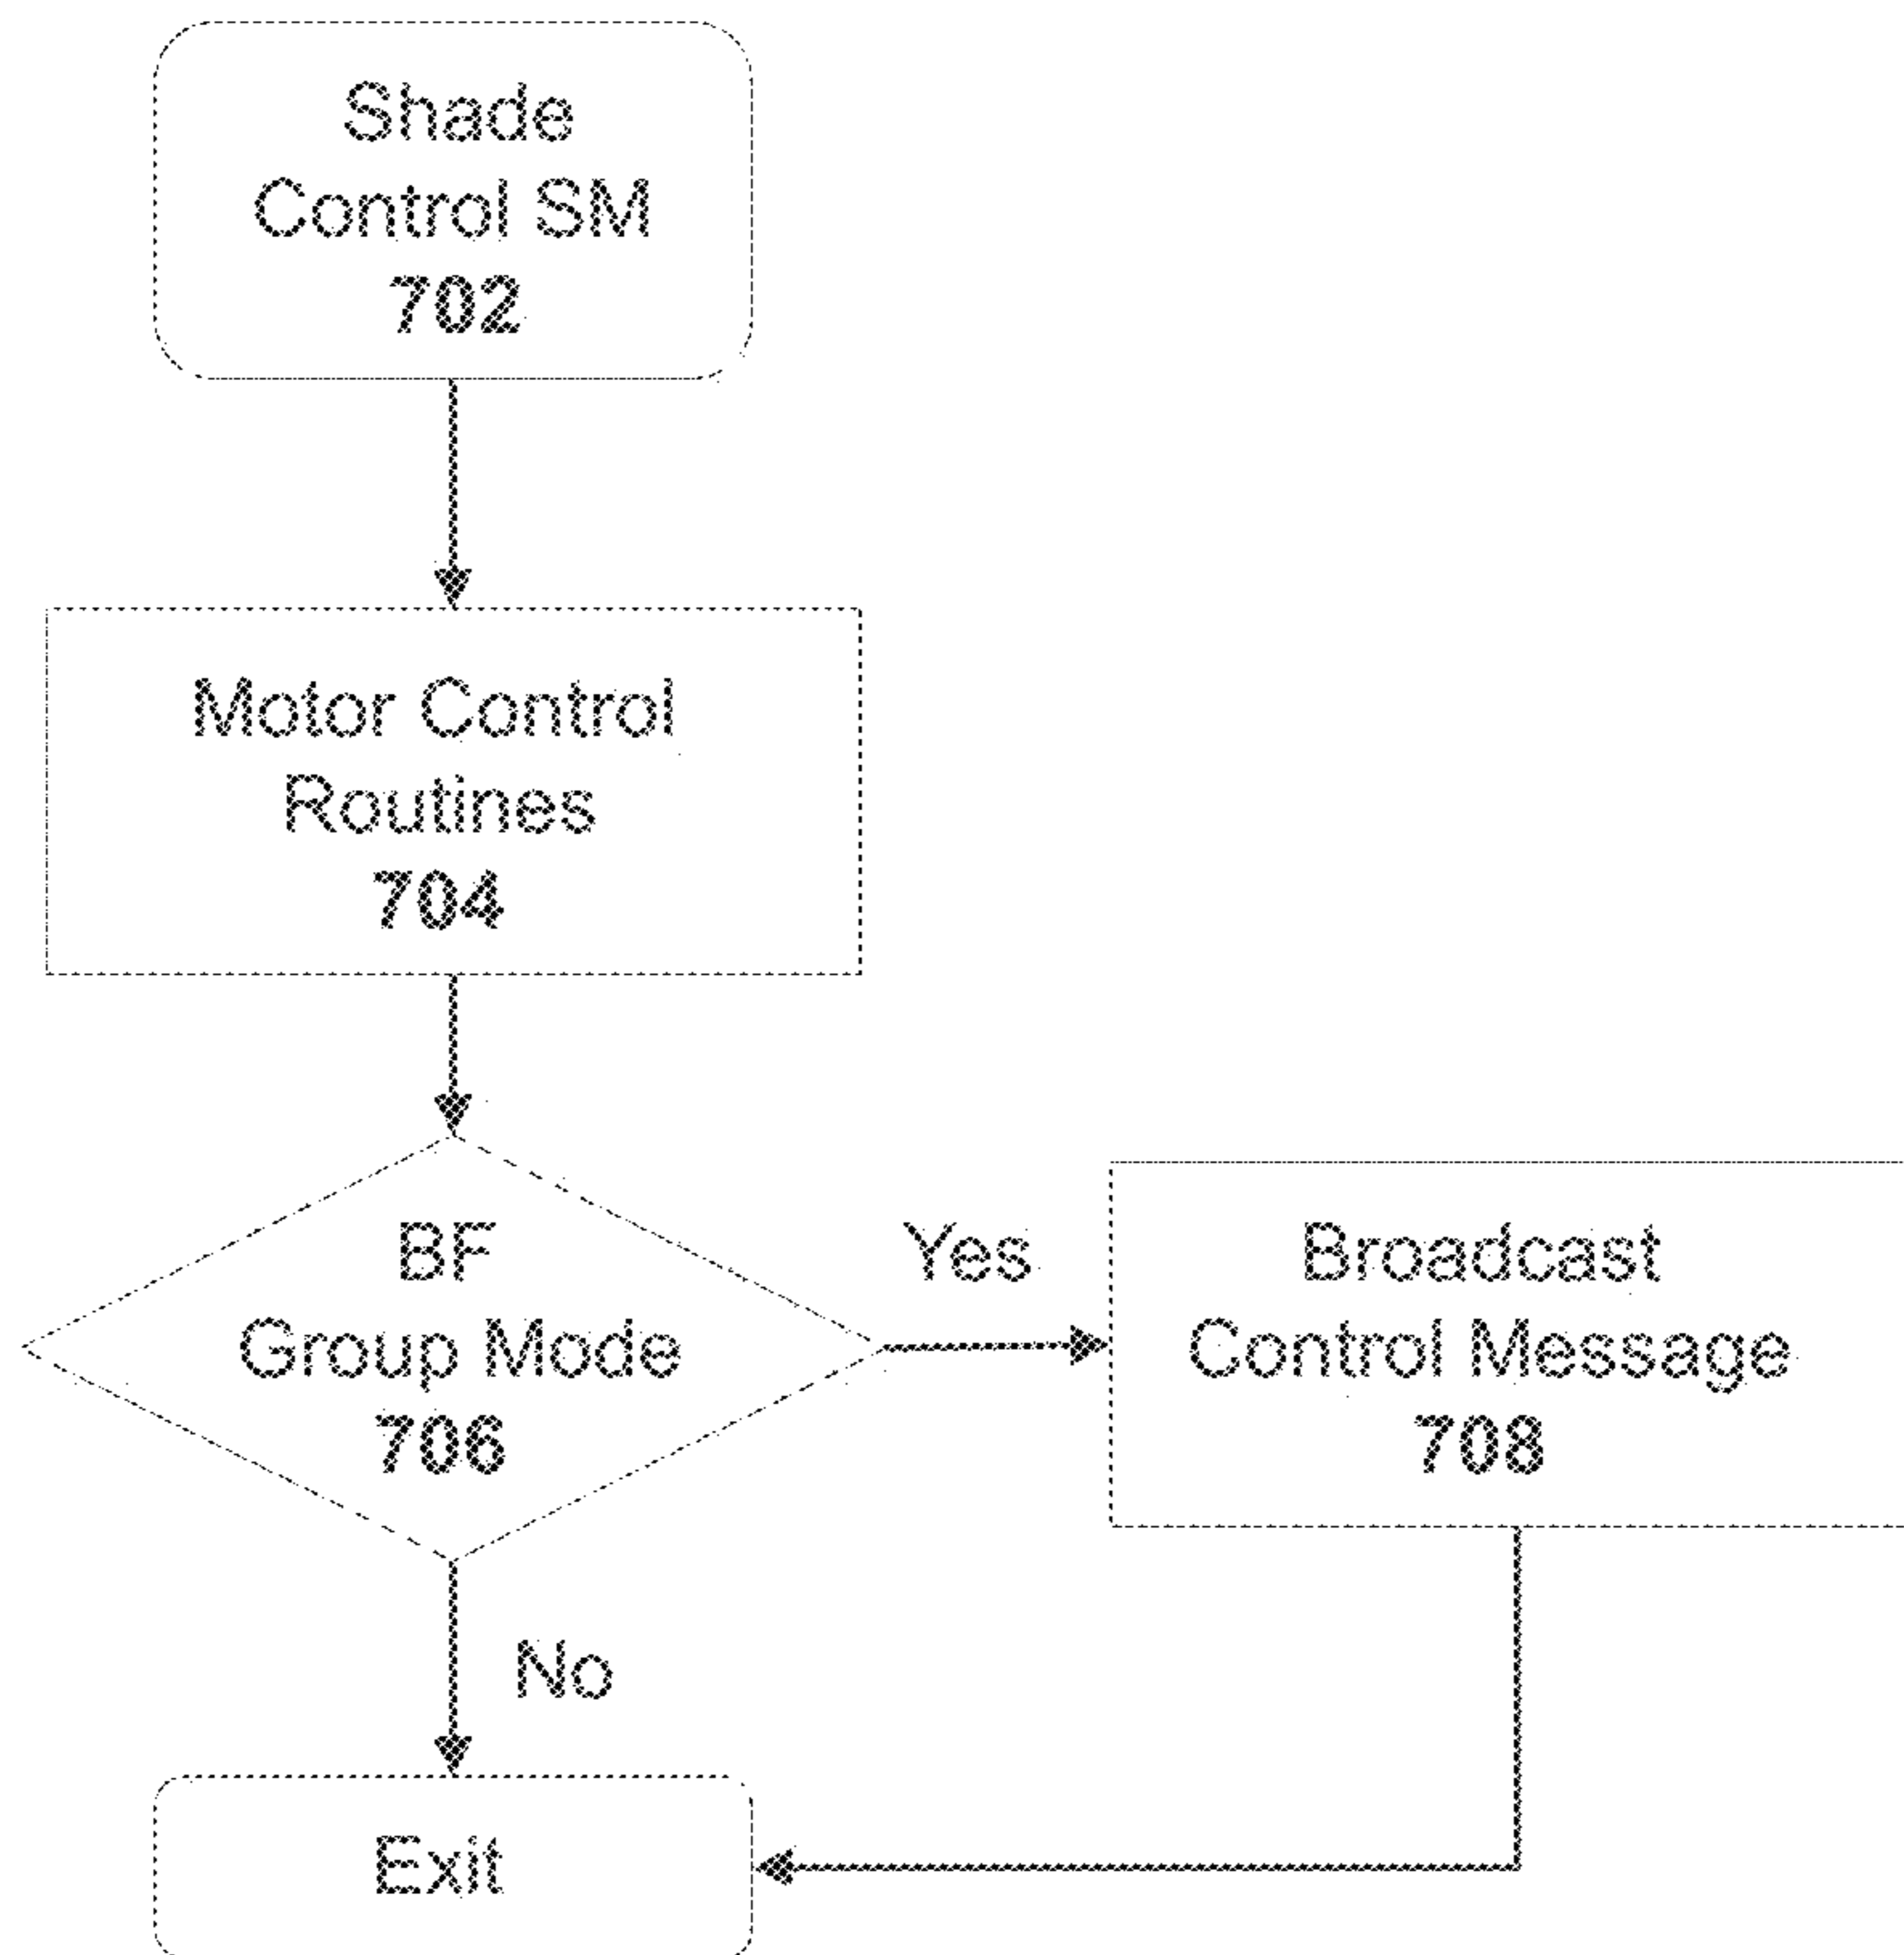 Shade
Control SM
702
Motor Control
Routines
704
BF
Group Mode
706
Yes
Broadcast
Control Message
708
No
Exit